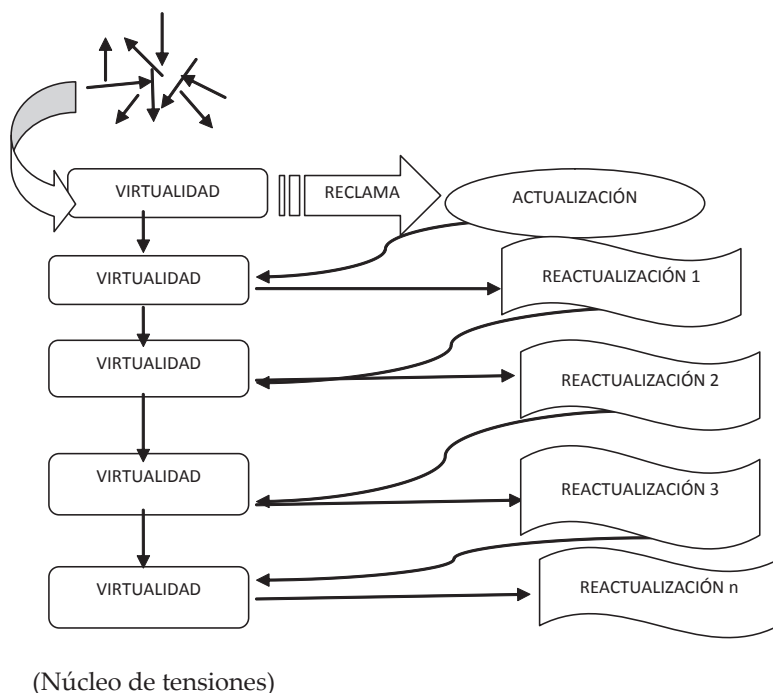 VIRTUALIDAD
RECLAMA
ACTUALIZACIÓN
VIRTUALIDAD
REACTUALIZACIÓN 1
VIRTUALIDAD
REACTUALIZACIÓN 2
VIRTUALIDAD
REACTUALIZACIÓN 3
VIRTUALIDAD
REACTUALIZACIÓN n
(Núcleo de tensiones)